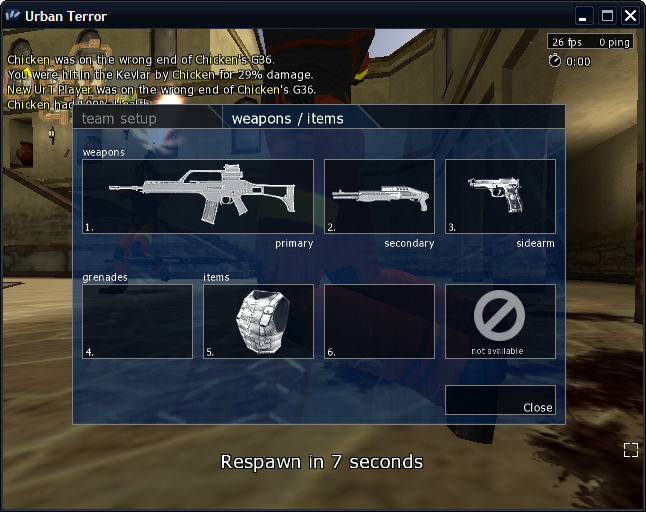 Urban Terror
26 fps 0 ping
0:00
Chicken was on the wrong end of Chicken's G36.
You were hit in the Kevlar by Chicken for 29% damage.
New UrT Player was on the wrong end of Chicken's G36.
Chicken had 100% Health
team setup
weapons / items
weapons
1.
2.
3.
primary
secondary
sidearm
grenades
items
4.
5.
6.
not available
Close
Respawn in 7 seconds